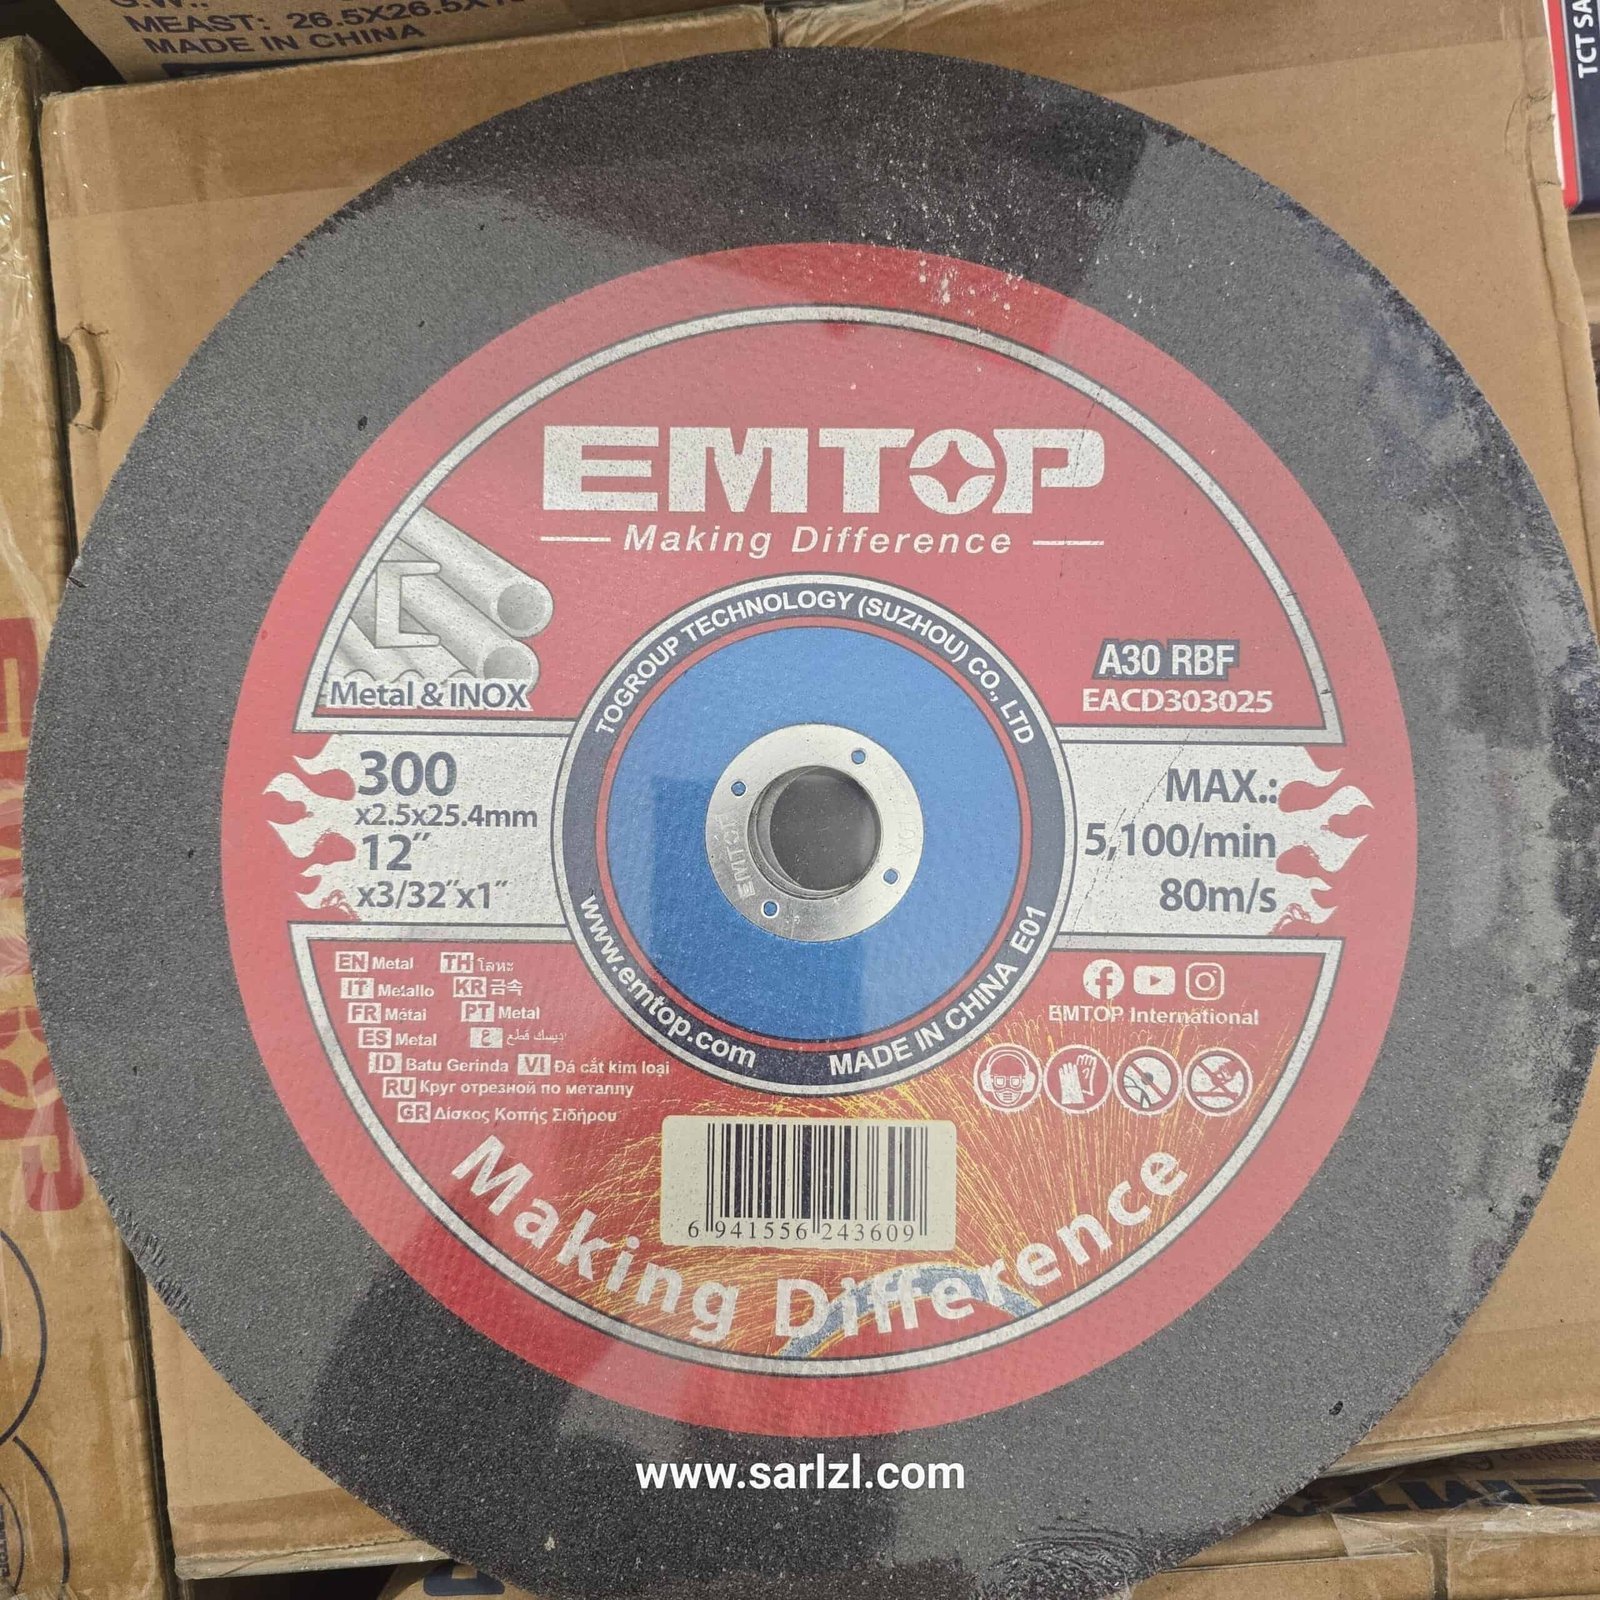 MEAST: 26.5X26.5X1
MADE IN CHINA
TCT SA
EMTOP
Making Difference
TOGROUP TECHNOLOGY (SUZHOU) CO., LTD
Metal & INOX
A30 RBF
EACD303025
300
x2.5x25.4mm
12"
x3/32"x1"
MAX.:
5,100/min
80m/s
www.emtop.com
MADE IN CHINA E01
EN Metal TH โลหะ
IT Metallo KR 금속
FR Métai PT Metal
ES Metal ع ديسك قطع
ID Batu Gerinda VI Đá cắt kim loại
RU Круг отрезной по металлу
GR Δίσκος Κοπής Σιδήρου
EMTOP International
6 941556 243609
Making Difference
www.sarlzl.com